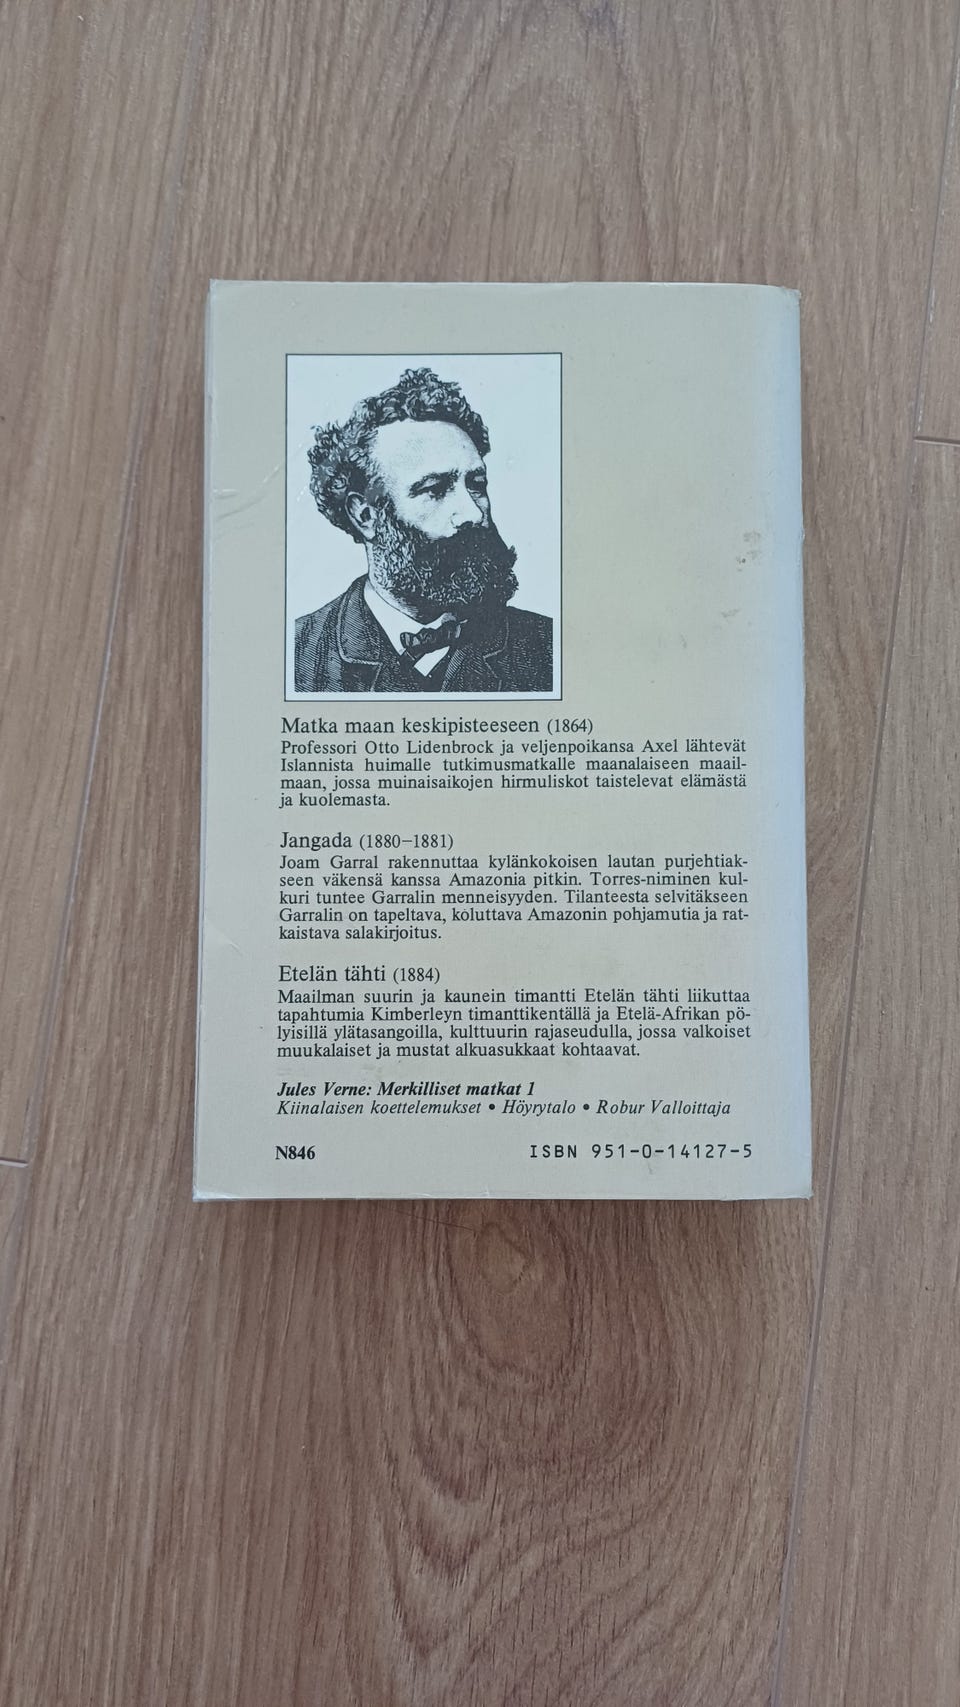 Matka maan keskipisteeseen (1864)
Professori Otto Lidenbrock ja veljenpoikansa Axel lähtevät
Islannista huimalle tutkimusmatkalle maanalaiseen maail-
maan, jossa muinaisaikojen hirmuliskot taistelevat elämästä
ja kuolemasta.
Jangada (1880–1881)
Joam Garral rakennuttaa kylänkokoisen lautan purjehtiak-
seen väkensä kanssa Amazonia pitkin. Torres-niminen kul-
kuri tuntee Garralin menneisyyden. Tilanteesta selvitäkseen
Garralin on tapeltava, koluttava Amazonin pohjamutia ja rat-
kaistava salakirjoitus.
Etelän tähti (1884)
Maailman suurin ja kaunein timantti Etelän tähti liikuttaa
tapahtumia Kimberleyn timanttikentällä ja Etelä-Afrikan pö-
lyisillä ylätasangoilla, kulttuurin rajaseudulla, jossa valkoiset
muukalaiset ja mustat alkuasukkaat kohtaavat.
Jules Verne: Merkilliset matkat 1
Kiinalaisen koettelemukset • Höyrytalo • Robur Valloittaja
N846 ISBN 951-0-14127-5